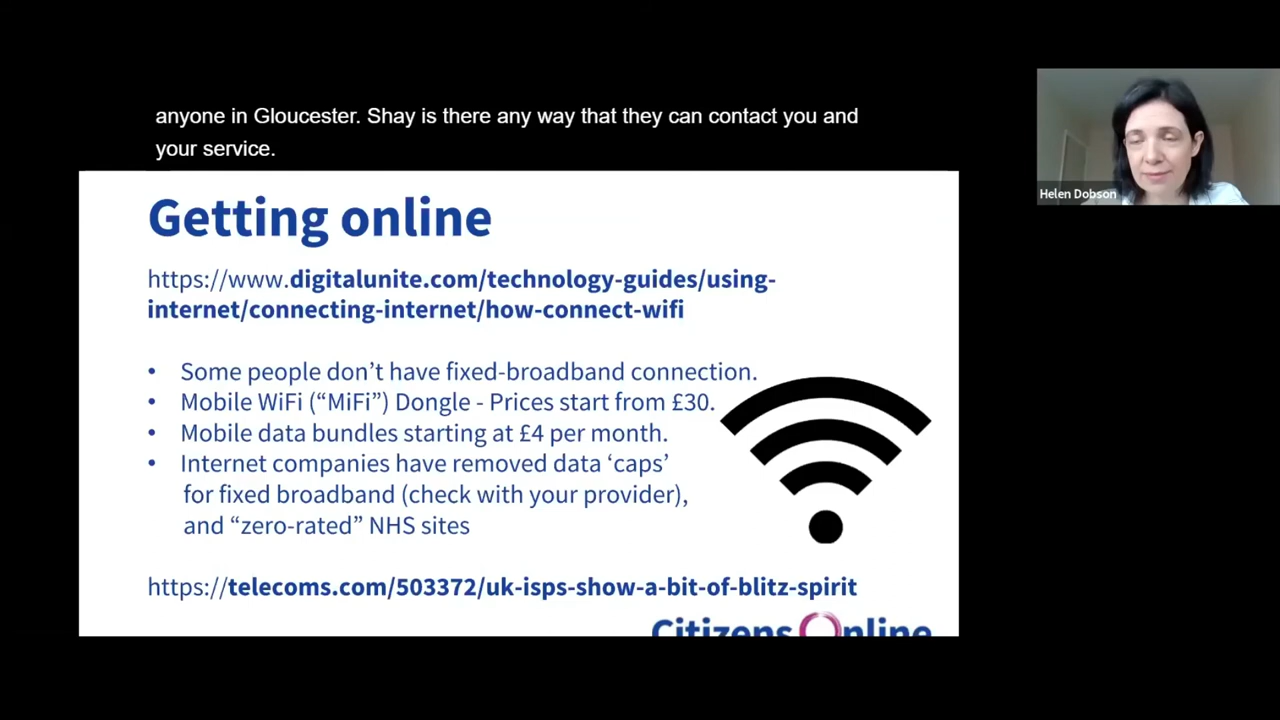 anyone in Gloucester. Shay is there any way that they can contact you and
your service.
Helen Dobson
Getting online
https://www.digitalunite.com/technology-guides/using-
internet/connecting-internet/how-connect-wifi
• Some people don’t have fixed-broadband connection.
• Mobile WiFi (“MiFi”) Dongle - Prices start from £30.
• Mobile data bundles starting at £4 per month.
• Internet companies have removed data ‘caps’
for fixed broadband (check with your provider),
and “zero-rated” NHS sites
https://telecoms.com/503372/uk-isps-show-a-bit-of-blitz-spirit
Citizens Online